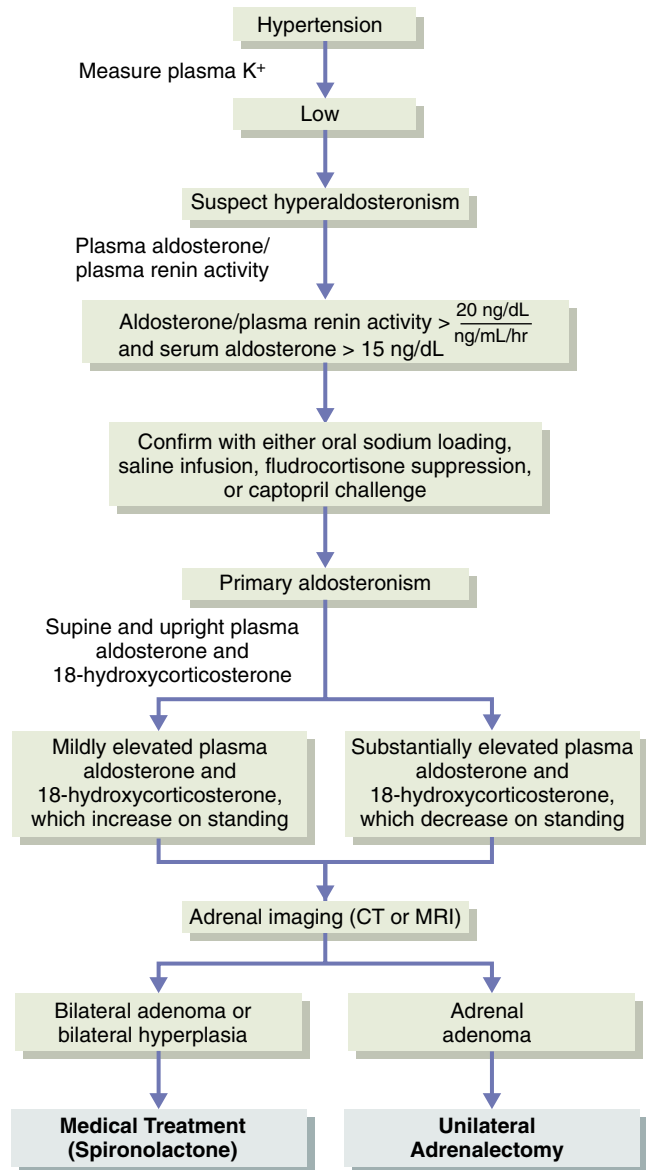 Hypertension
Measure plasma K⁺
Low
Suspect hyperaldosteronism
Plasma aldosterone/
plasma renin activity
Aldosterone/plasma renin activity > 20 ng/dL
ng/mL/hr
and serum aldosterone > 15 ng/dL
Confirm with either oral sodium loading,
saline infusion, fludrocortisone suppression,
or captopril challenge
Primary aldosteronism
Supine and upright plasma
aldosterone and
18-hydroxycorticosterone
Mildly elevated plasma
aldosterone and
18-hydroxycorticosterone,
which increase on standing
Substantially elevated plasma
aldosterone and
18-hydroxycorticosterone,
which decrease on standing
Adrenal imaging (CT or MRI)
Bilateral adenoma or
bilateral hyperplasia
Adrenal
adenoma
Medical Treatment
(Spironolactone)
Unilateral
Adrenalectomy